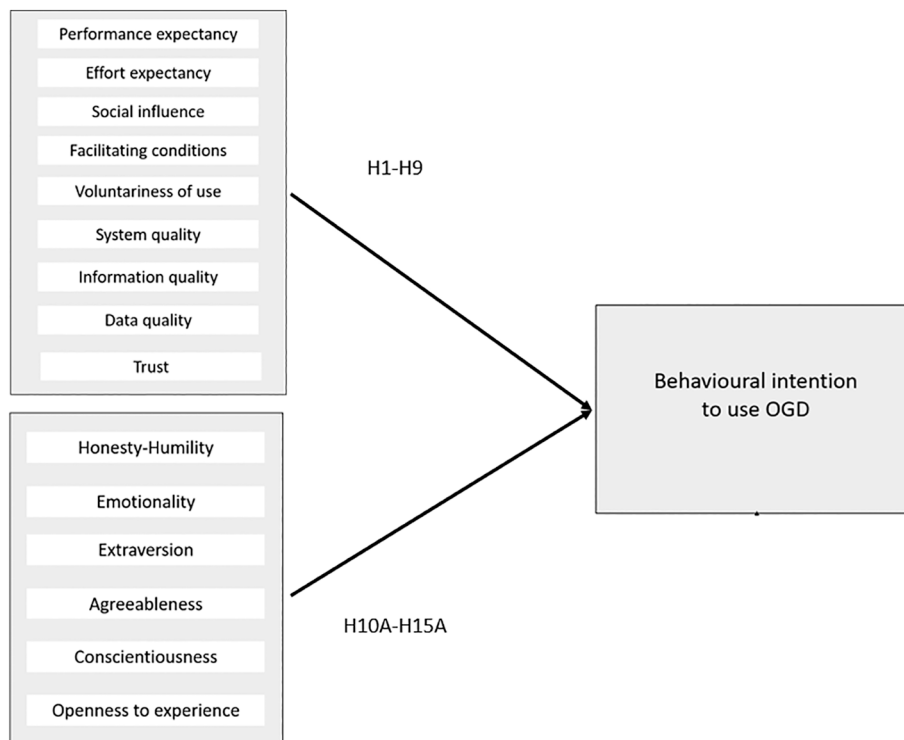 Performance expectancy
Effort expectancy
Social influence
Facilitating conditions
Voluntariness of use
System quality
Information quality
Data quality
Trust
H1-H9
Behavioural intention
to use OGD
Honesty-Humility
Emotionality
Extraversion
Agreeableness
Conscientiousness
Openness to experience
H10A-H15A